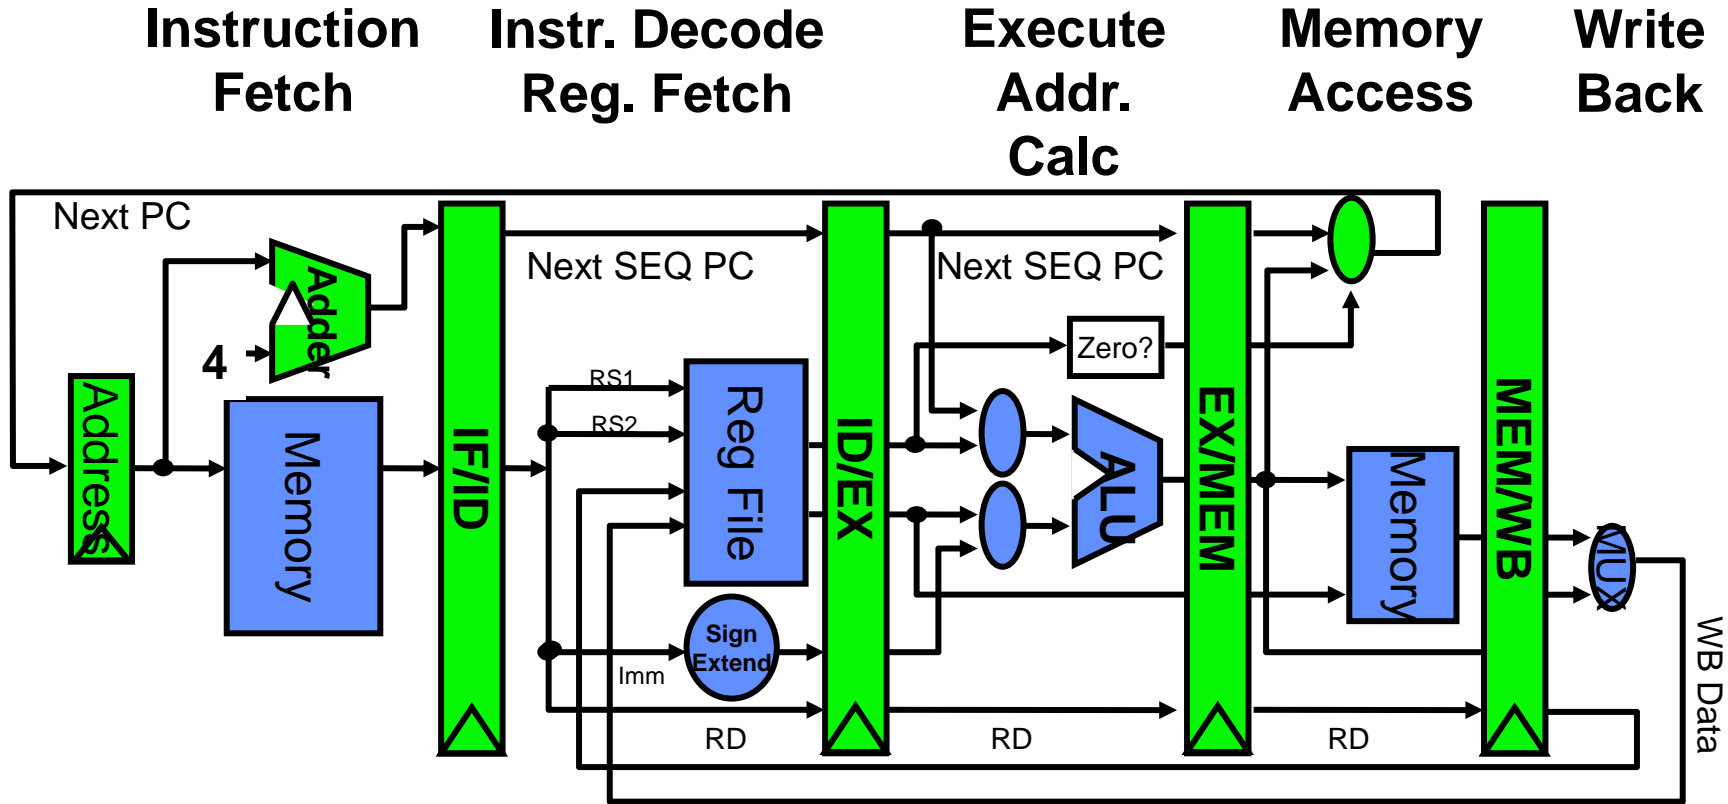 Instruction
Fetch
Instr. Decode
Reg. Fetch
Execute
Addr.
Calc
Memory
Access
Write
Back
Next PC
Next SEQ PC
Next SEQ PC
4
Adder
Address
Memory
IF/ID
RS1
RS2
Reg File
Imm
Sign
Extend
RD
ID/EX
Zero?
ALU
RD
EX/MEM
Memory
RD
MEM/WB
MUX
WB Data